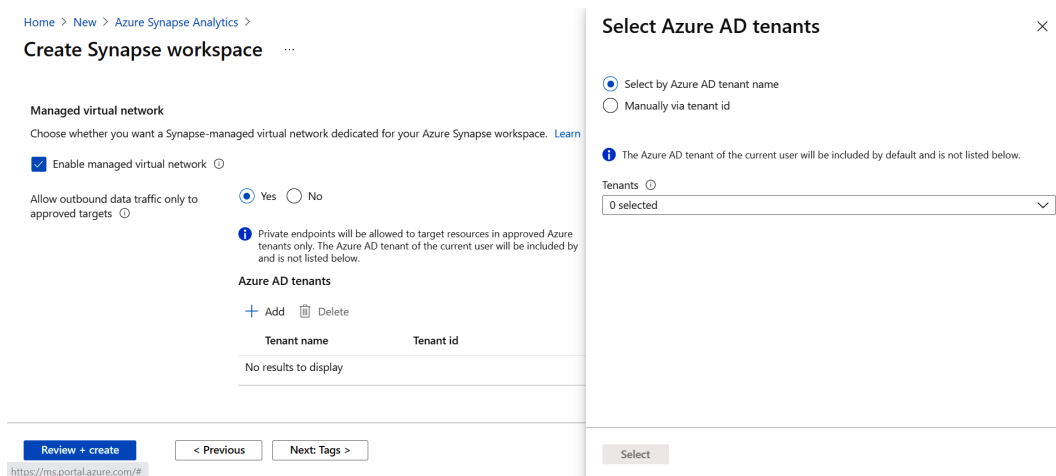 Home > New > Azure Synapse Analytics >
Create Synapse workspace ...
Managed virtual network
Choose whether you want a Synapse-managed virtual network dedicated for your Azure Synapse workspace. Learn
Enable managed virtual network
Allow outbound data traffic only to
approved targets
Yes No
Private endpoints will be allowed to target resources in approved Azure
tenants only. The Azure AD tenant of the current user will be included by
and is not listed below.
Azure AD tenants
+ Add Delete
Tenant name Tenant id
No results to display
Review + create < Previous Next: Tags >
https://ms.portal.azure.com/#
Select Azure AD tenants
Select by Azure AD tenant name
Manually via tenant id
The Azure AD tenant of the current user will be included by default and is not listed below.
Tenants
0 selected
Select